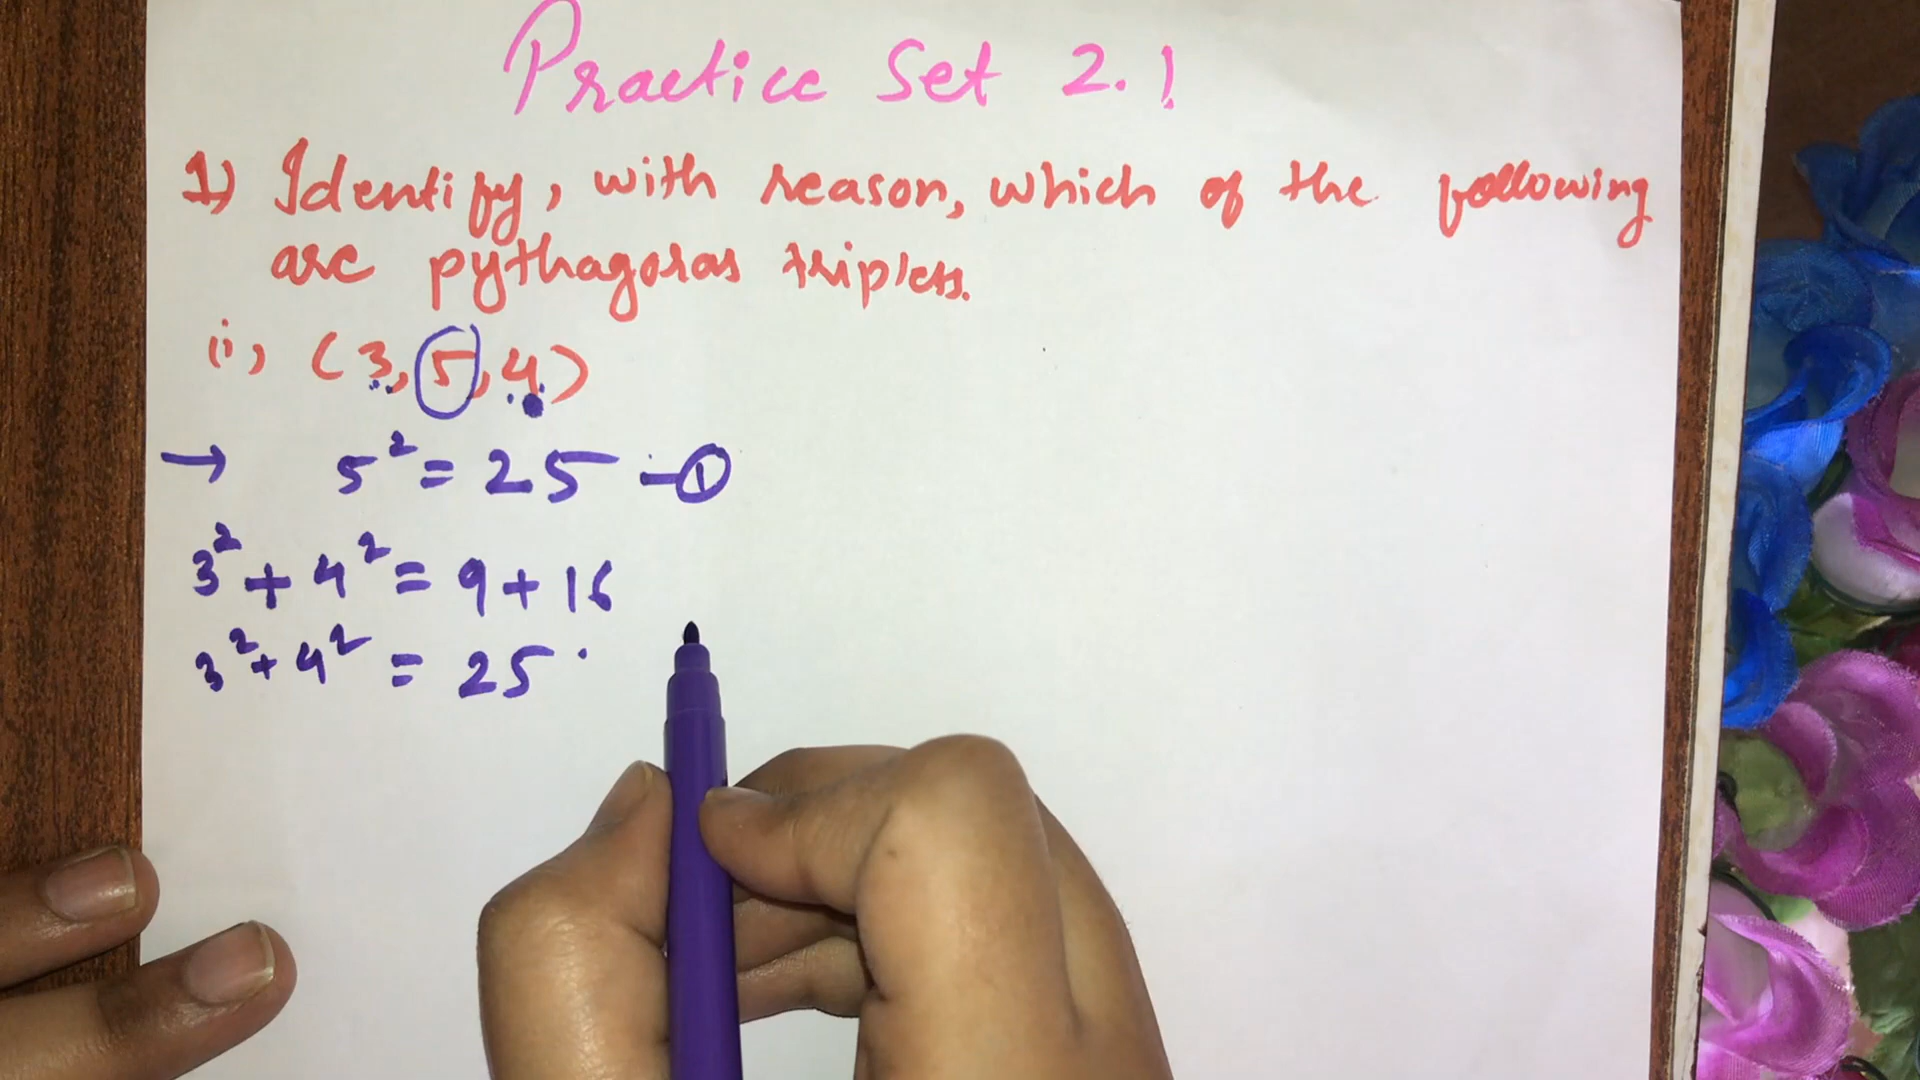 Practice Set 2.1
1) Identify, with reason, which of the following
are pythagoras triplets.
(i) (3, 5, 4)
→ 5² = 25 -①
3² + 4² = 9 + 16
3² + 4² = 25